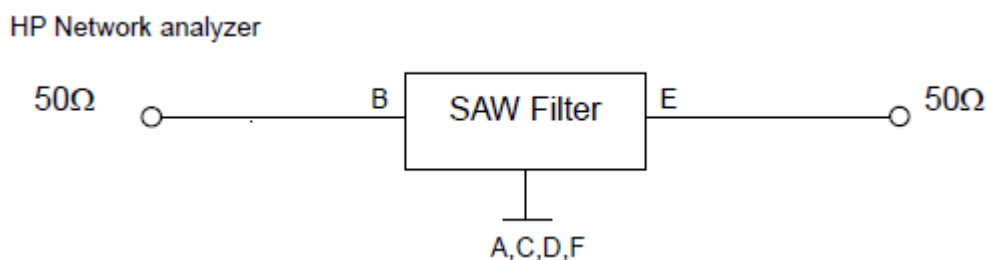 HP Network analyzer
50Ω B SAW Filter E 50Ω
A,C,D,F